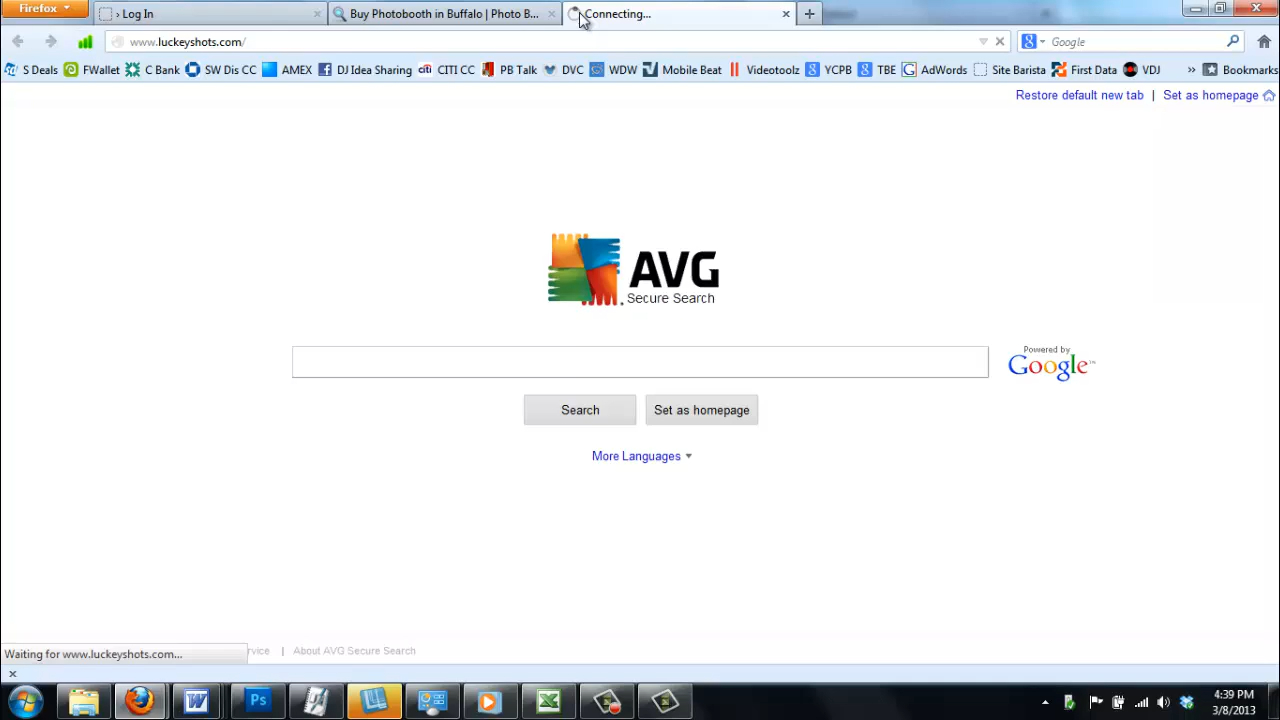 Firefox
› Log In
Buy Photobooth in Buffalo | Photo B...
Connecting...
www.luckeyshots.com/
Google
S Deals FWallet C Bank SW Dis CC AMEX DJ Idea Sharing CITI CC PB Talk DVC WDW Mobile Beat Videotoolz YCPB TBE AdWords Site Barista First Data VDJ » Bookmarks
Restore default new tab | Set as homepage
AVG
Secure Search
Powered by
Google™
Search
Set as homepage
More Languages
Waiting for www.luckeyshots.com...
rvice | About AVG Secure Search
4:39 PM
3/8/2013